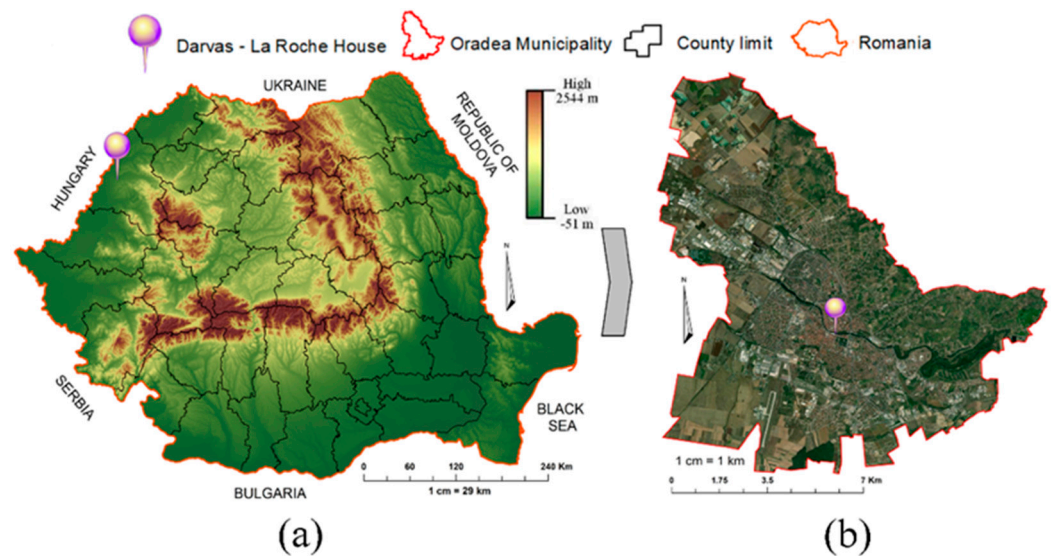 Darvas - La Roche House
Oradea Municipality
County limit
Romania
UKRAINE
High
2544 m
REPUBLIC OF
MOLDOVA
HUNGARY
Low
-51 m
N
N
SERBIA
BLACK
SEA
0 60 120 240 Km
1 cm = 29 km
BULGARIA
1 cm = 1 km
0 1.75 3.5 7 Km
(a)
(b)